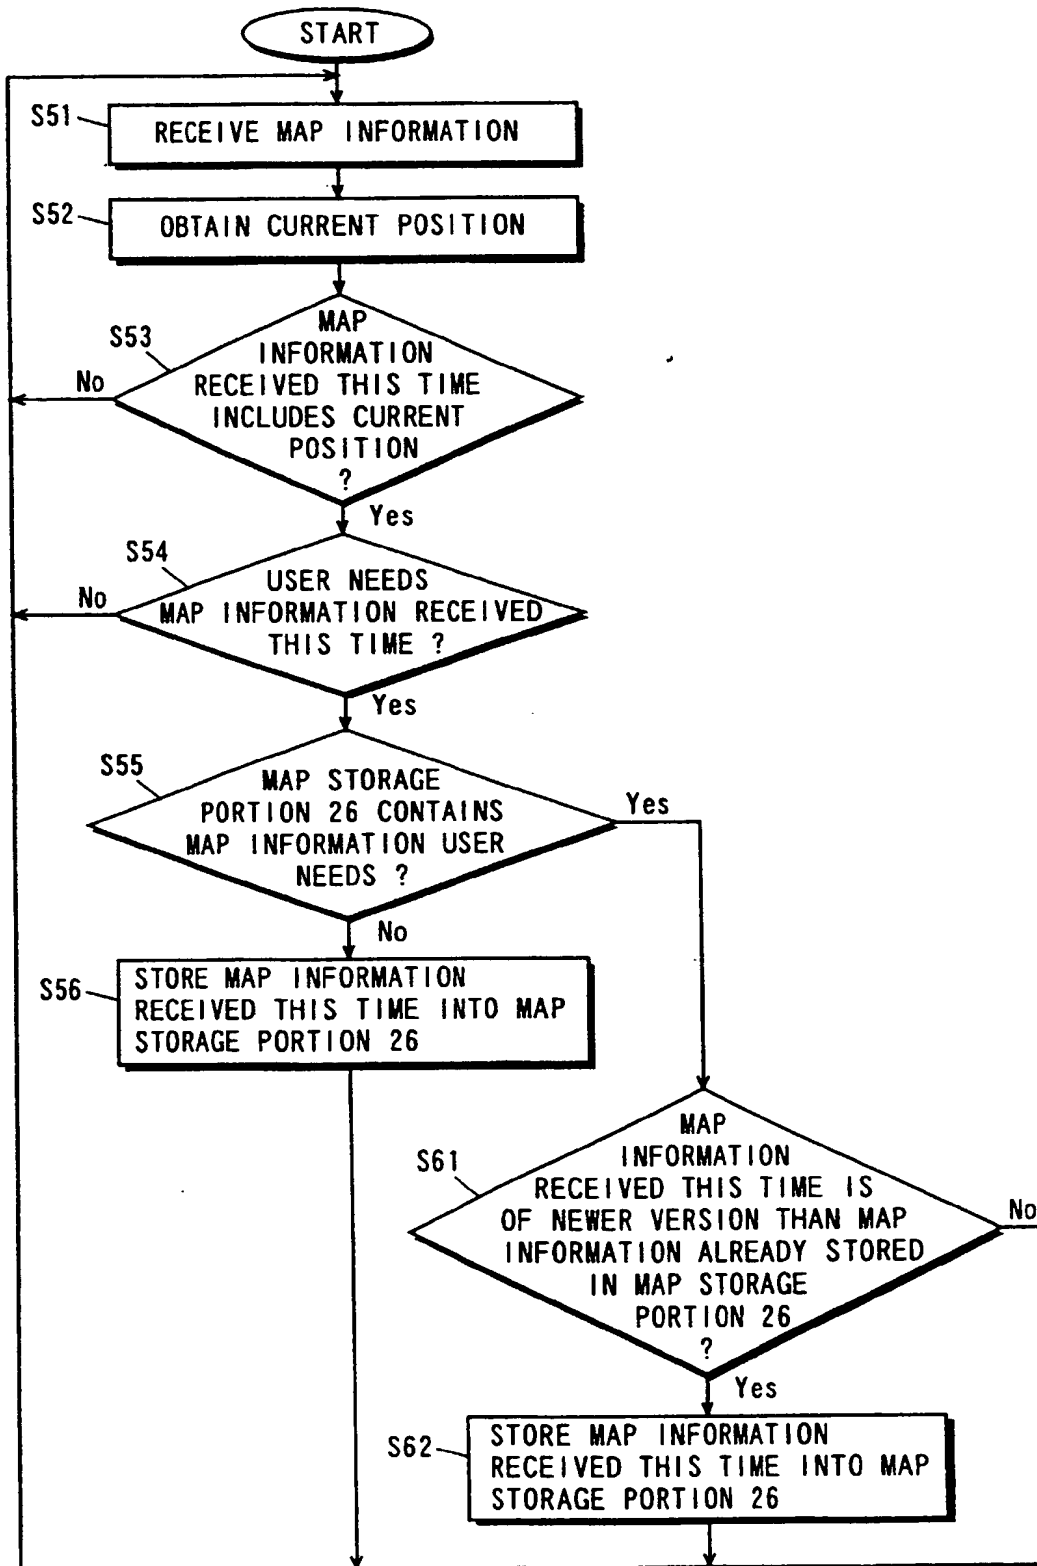 START
S51
RECEIVE MAP INFORMATION
S52
OBTAIN CURRENT POSITION
S53
MAP
INFORMATION
RECEIVED THIS TIME
INCLUDES CURRENT
POSITION
?
No
Yes
S54
USER NEEDS
MAP INFORMATION RECEIVED
THIS TIME ?
No
Yes
S55
MAP STORAGE
PORTION 26 CONTAINS
MAP INFORMATION USER
NEEDS ?
Yes
No
S56
STORE MAP INFORMATION
RECEIVED THIS TIME INTO MAP
STORAGE PORTION 26
S61
MAP
INFORMATION
RECEIVED THIS TIME IS
OF NEWER VERSION THAN MAP
INFORMATION ALREADY STORED
IN MAP STORAGE
PORTION 26
?
No
Yes
S62
STORE MAP INFORMATION
RECEIVED THIS TIME INTO MAP
STORAGE PORTION 26